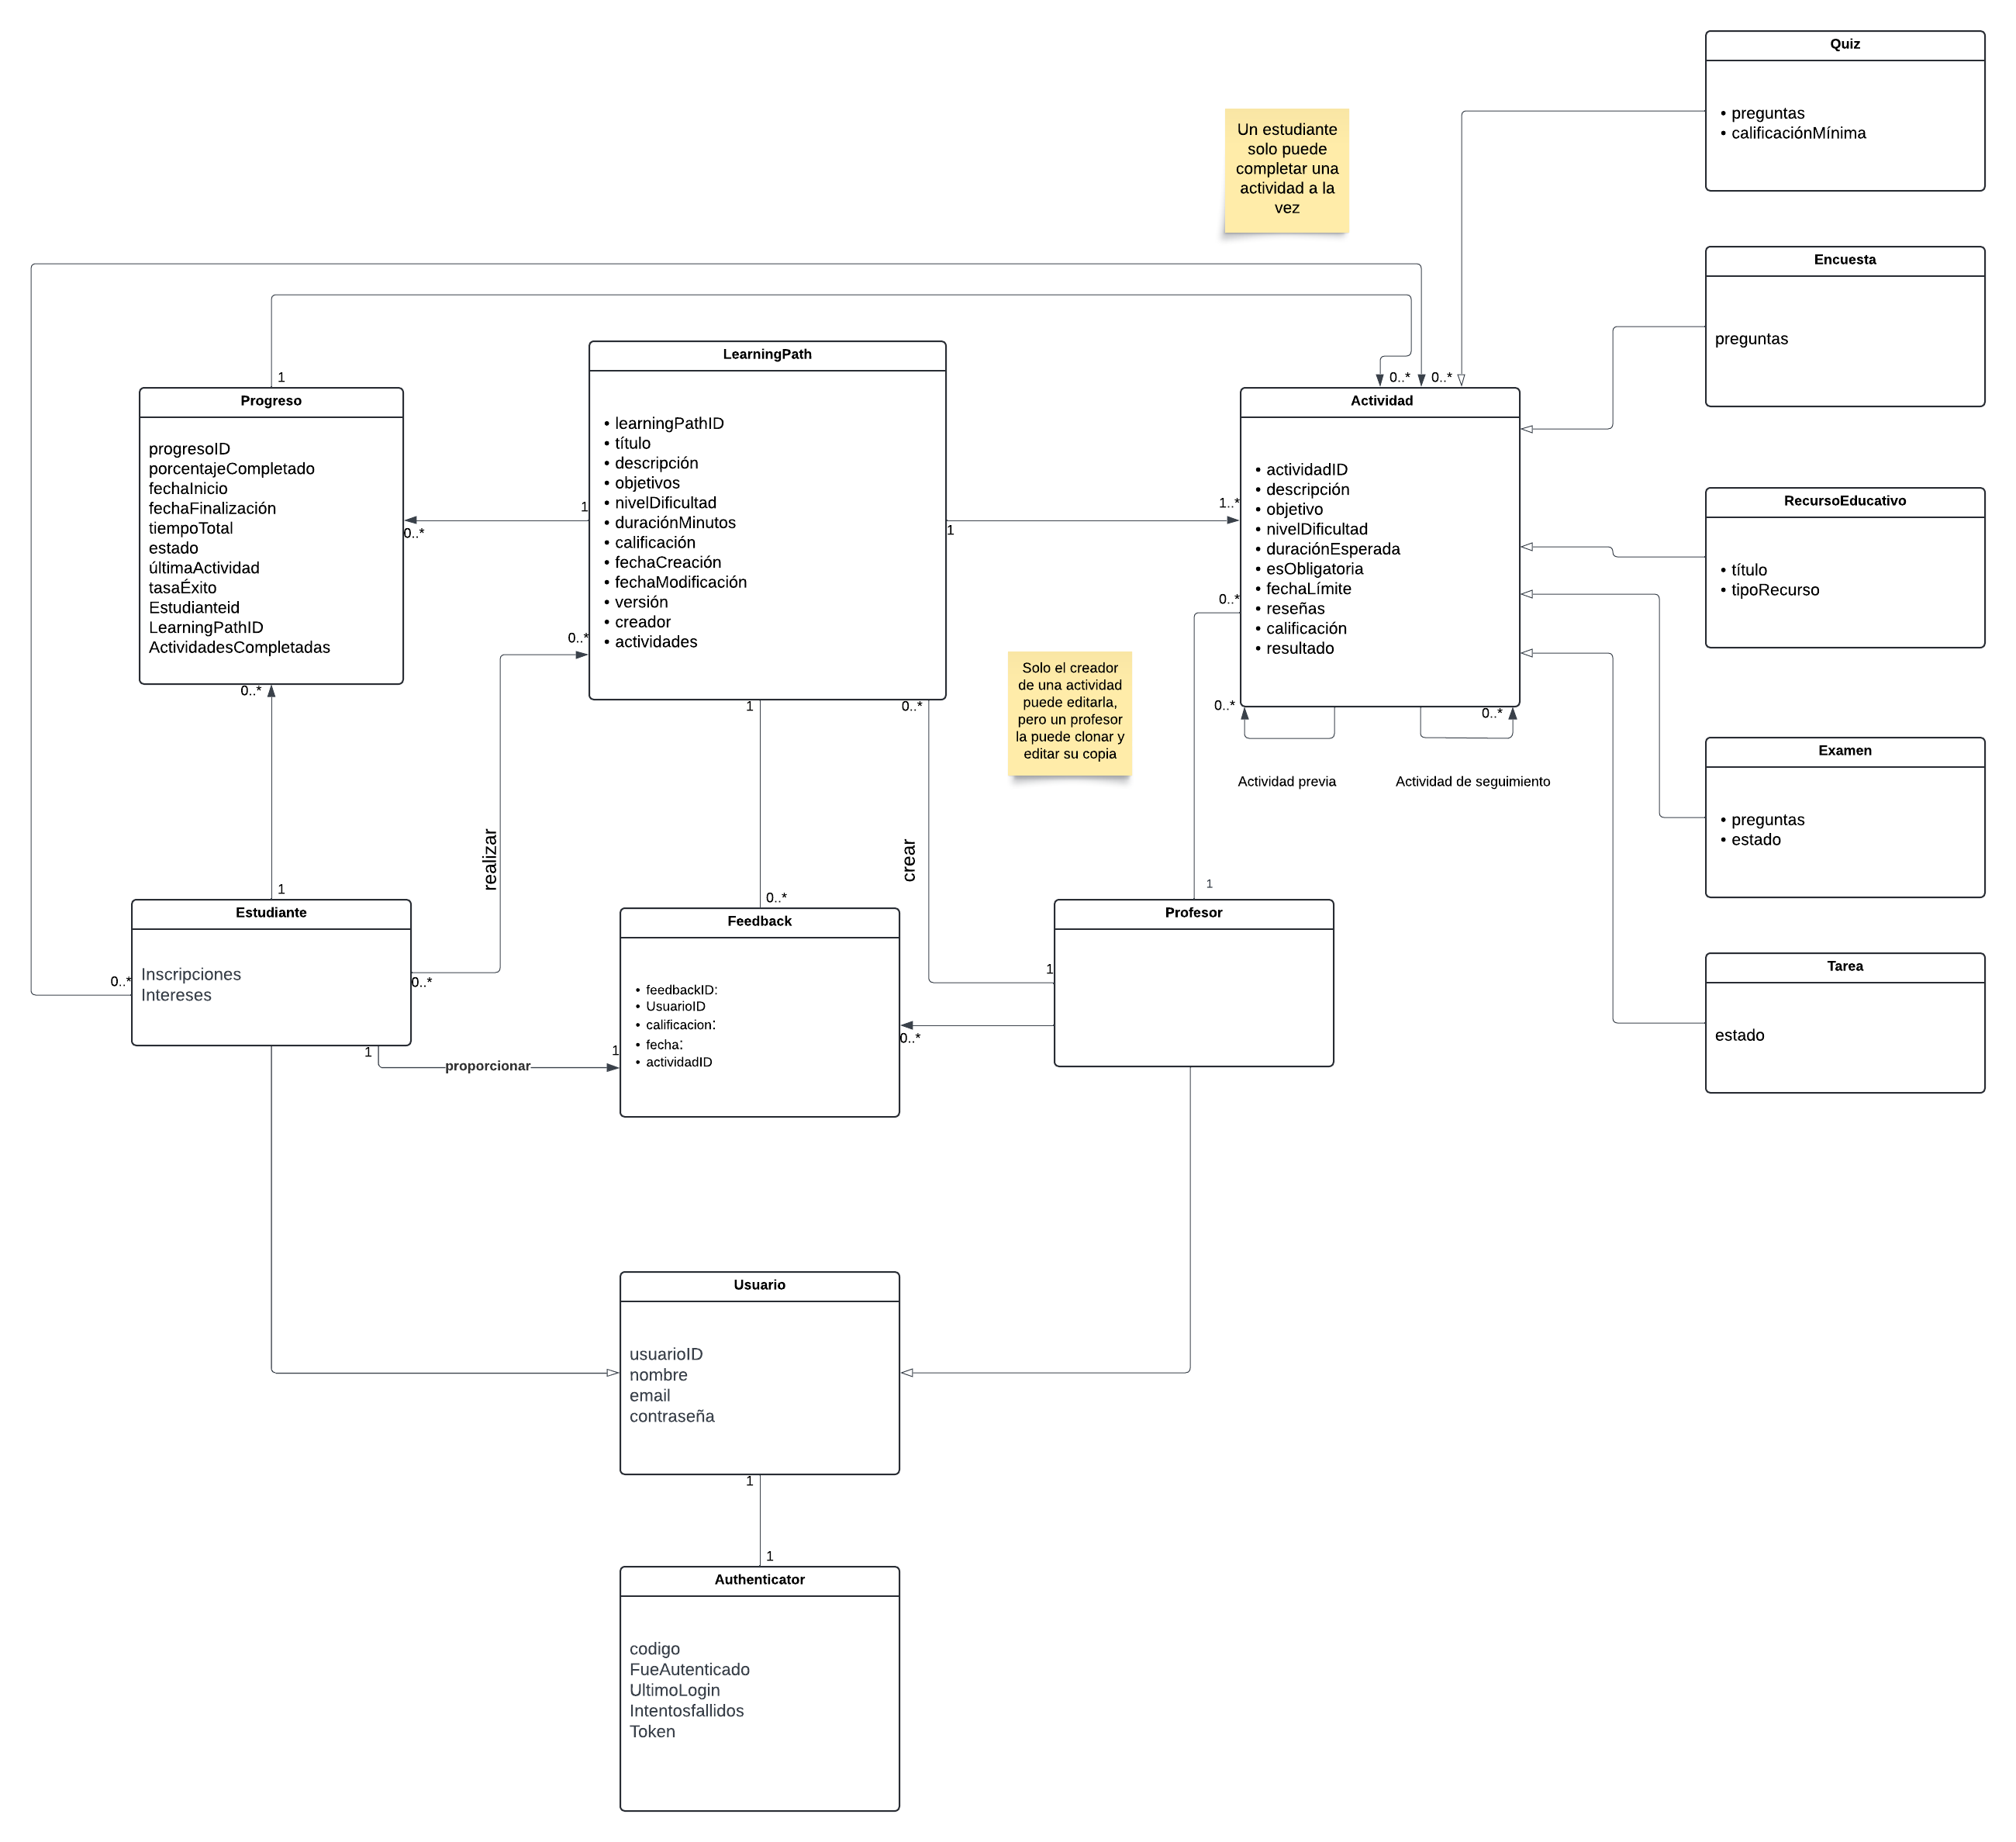 Quiz
• preguntas
• calificaciónMínima
Un estudiante
solo puede
completar una
actividad a la
vez
Encuesta
preguntas
1
0..*
0..*
Progreso
progresoID
porcentajeCompletado
fechaInicio
fechaFinalización
tiempoTotal
estado
últimaActividad
tasaÉxito
Estudianteid
LearningPathID
ActividadesCompletadas
0..*
1
0..*
0..*
LearningPath
• learningPathID
• título
• descripción
• objetivos
• nivelDificultad
• duraciónMinutos
• calificación
• fechaCreación
• fechaModificación
• versión
• creador
• actividades
1
0..*
1
1..*
0..*
Actividad
• actividadID
• descripción
• objetivo
• nivelDificultad
• duraciónEsperada
• esObligatoria
• fechaLímite
• reseñas
• calificación
• resultado
0..*
0..*
Actividad previa
Actividad de seguimiento
RecursoEducativo
• título
• tipoRecurso
Solo el creador
de una actividad
puede editarla,
pero un profesor
la puede clonar y
editar su copia
Examen
• preguntas
• estado
realizar
crear
1
0..*
1
Estudiante
Inscripciones
Intereses
0..*
0..*
1
proporcionar
1
Feedback
• feedbackID:
• UsuarioID
• calificacion:
• fecha:
• actividadID
0..*
1
Profesor
Tarea
estado
Usuario
usuarioID
nombre
email
contraseña
1
1
Authenticator
codigo
FueAutenticado
UltimoLogin
Intentosfallidos
Token